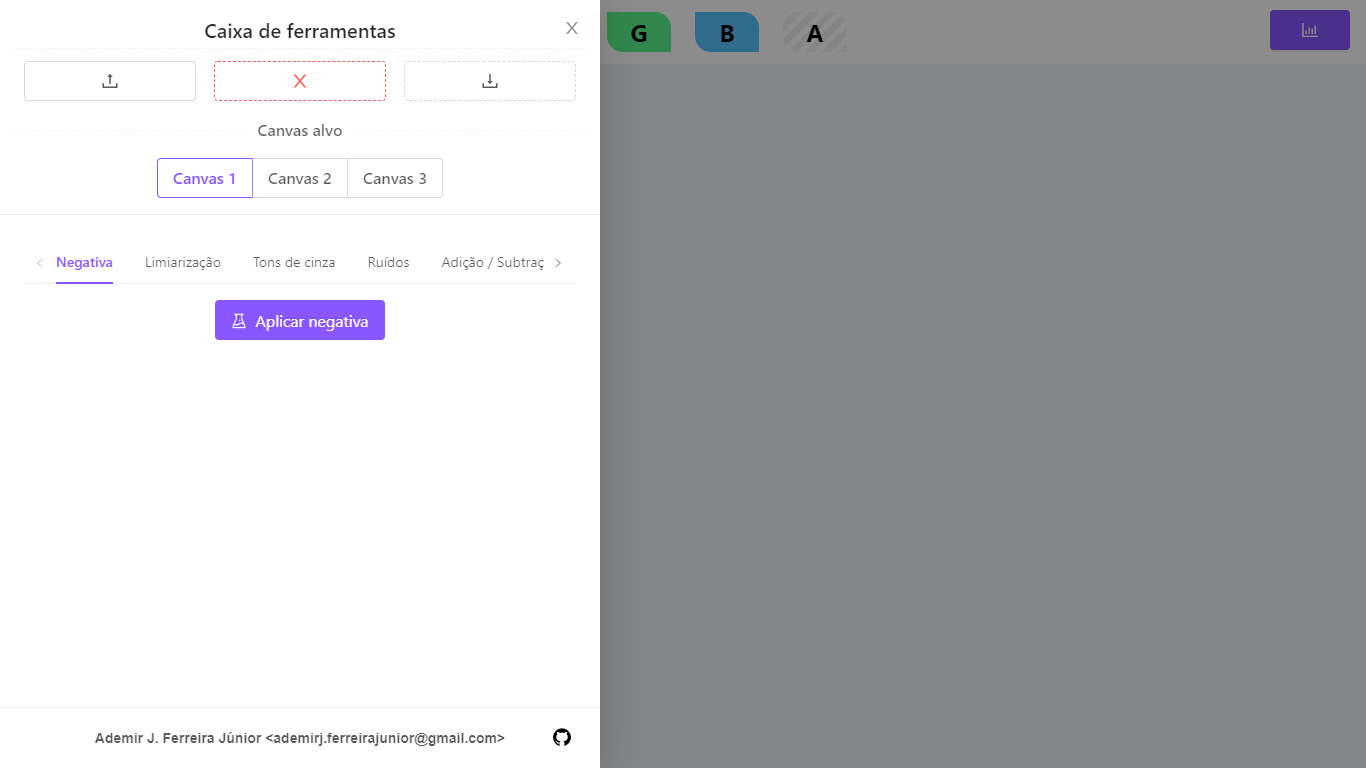 Caixa de ferramentas
G
B
A
Canvas alvo
Canvas 1
Canvas 2
Canvas 3
Negativa
Limiarização
Tons de cinza
Ruídos
Adição / Subtraç
Aplicar negativa
Ademir J. Ferreira Júnior <ademirj.ferreirajunior@gmail.com>